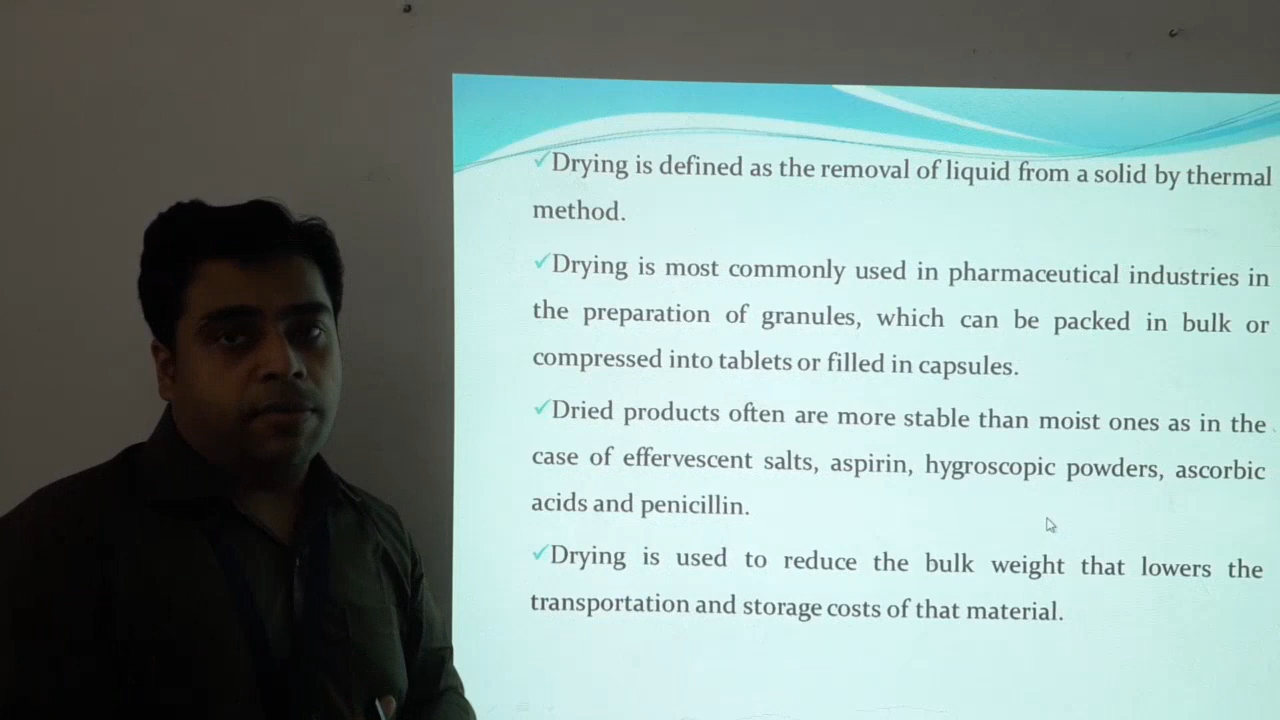 ✓Drying is defined as the removal of liquid from a solid by thermal
method.
✓Drying is most commonly used in pharmaceutical industries in
the preparation of granules, which can be packed in bulk or
compressed into tablets or filled in capsules.
✓Dried products often are more stable than moist ones as in the
case of effervescent salts, aspirin, hygroscopic powders, ascorbic
acids and penicillin.
✓Drying is used to reduce the bulk weight that lowers the
transportation and storage costs of that material.